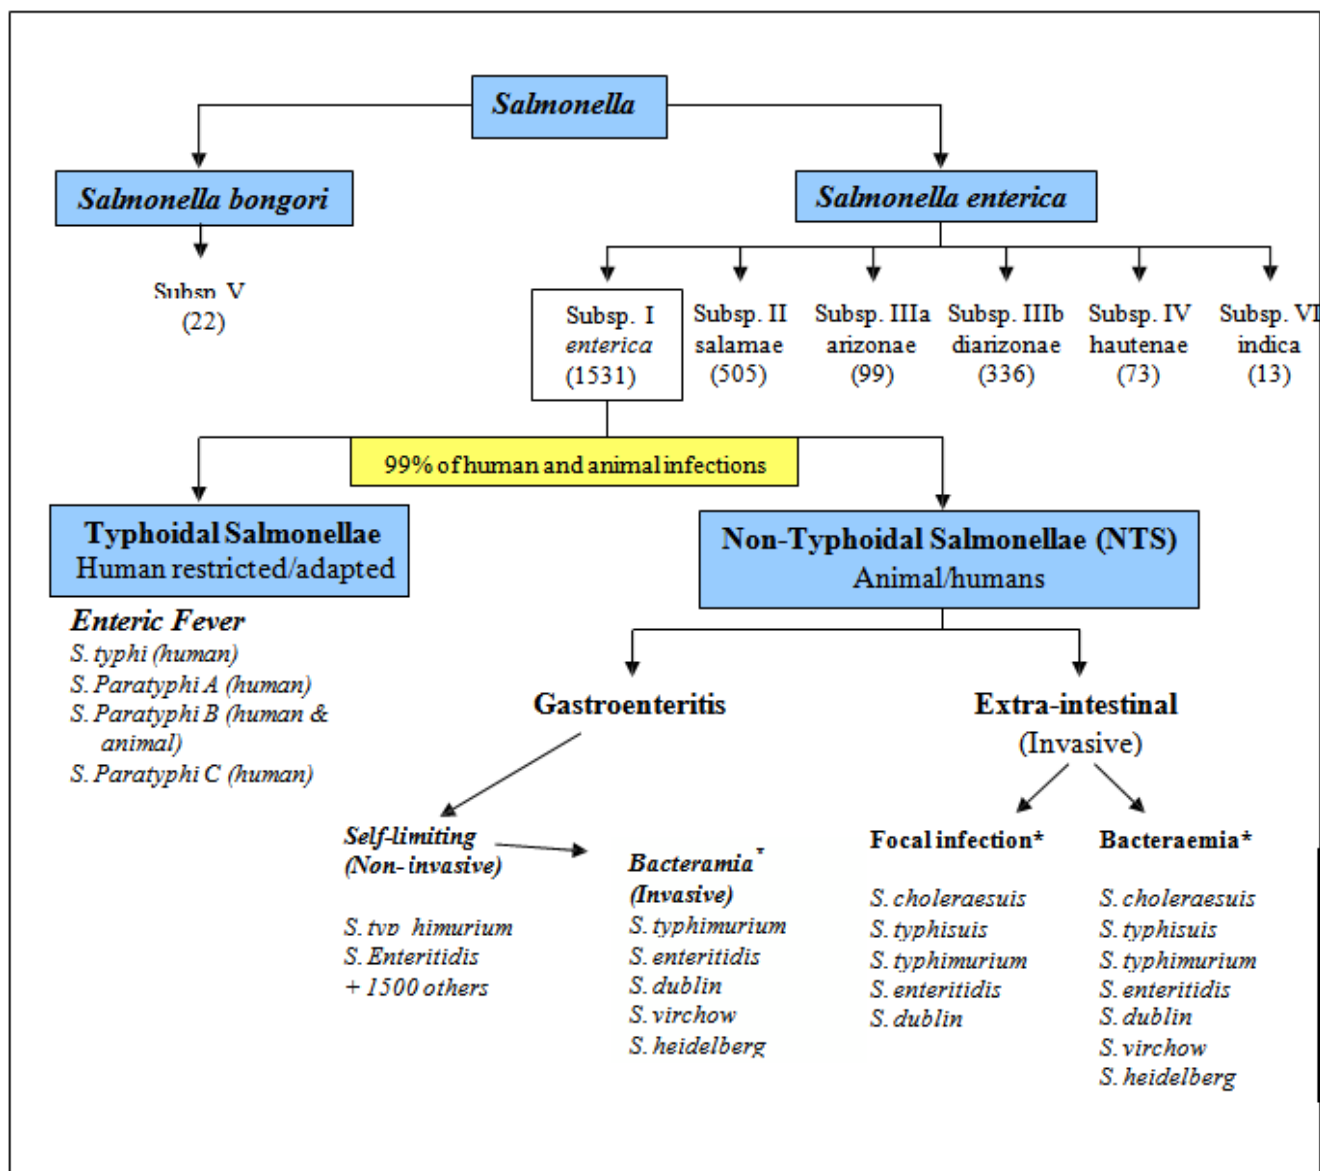 Salmonella
Salmonella bongori
Salmonella enterica
Subsp. V
(22)
Subsp. I
enterica
(1531)
Subsp. II
salamae
(505)
Subsp. IIIa
arizonae
(99)
Subsp. IIIb
diarizonae
(336)
Subsp. IV
hautenae
(73)
Subsp. VI
indica
(13)
99% of human and animal infections
Typhoidal Salmonellae
Human restricted/adapted
Non-Typhoidal Salmonellae (NTS)
Animal/humans
Enteric Fever
S. typhi (human)
S. Paratyphi A (human)
S. Paratyphi B (human &
animal)
S. Paratyphi C (human)
Gastroenteritis
Extra-intestinal
(Invasive)
Self-limiting
(Non-invasive)
S. typ himurium
S. Enteritidis
+ 1500 others
Bacteramia*
(Invasive)
S. typhimurium
S. enteritidis
S. dublin
S. virchow
S. heidelberg
Focal infection*
S. choleraesuis
S. typhisuis
S. typhimurium
S. enteritidis
S. dublin
Bacteraemia*
S. choleraesuis
S. typhisuis
S. typhimurium
S. enteritidis
S. dublin
S. virchow
S. heidelberg